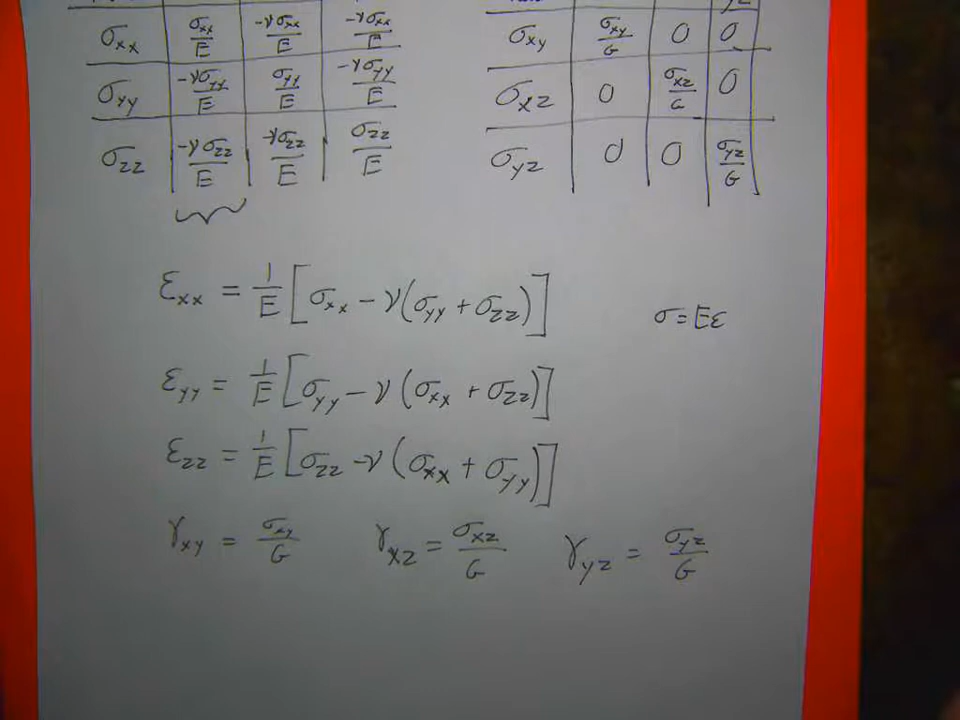 σxx | σxx/E | -νσxx/E | -νσxx/E
σyy | -νσyy/E | σyy/E | -νσyy/E
σzz | -νσzz/E | -νσzz/E | σzz/E
σxy | σxy/G | 0 | 0
σxz | 0 | σxz/G | 0
σyz | 0 | 0 | σyz/G
εxx = 1/E [σxx - ν(σyy + σzz)]
σ = Eε
εyy = 1/E [σyy - ν(σxx + σzz)]
εzz = 1/E [σzz - ν(σxx + σyy)]
γxy = σxy/G γxz = σxz/G γyz = σyz/G